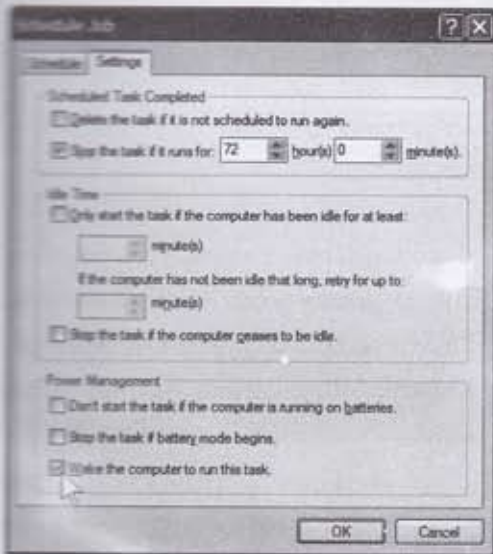 Schedule Job
Schedule Settings
Scheduled Task Completed
Delete the task if it is not scheduled to run again.
Stop the task if it runs for: 72 hour(s) 0 minute(s).
Idle Time
Only start the task if the computer has been idle for at least:
minute(s)
If the computer has not been idle that long, retry for up to:
minute(s)
Stop the task if the computer ceases to be idle.
Power Management
Don't start the task if the computer is running on batteries.
Stop the task if battery mode begins.
Wake the computer to run this task.
OK Cancel